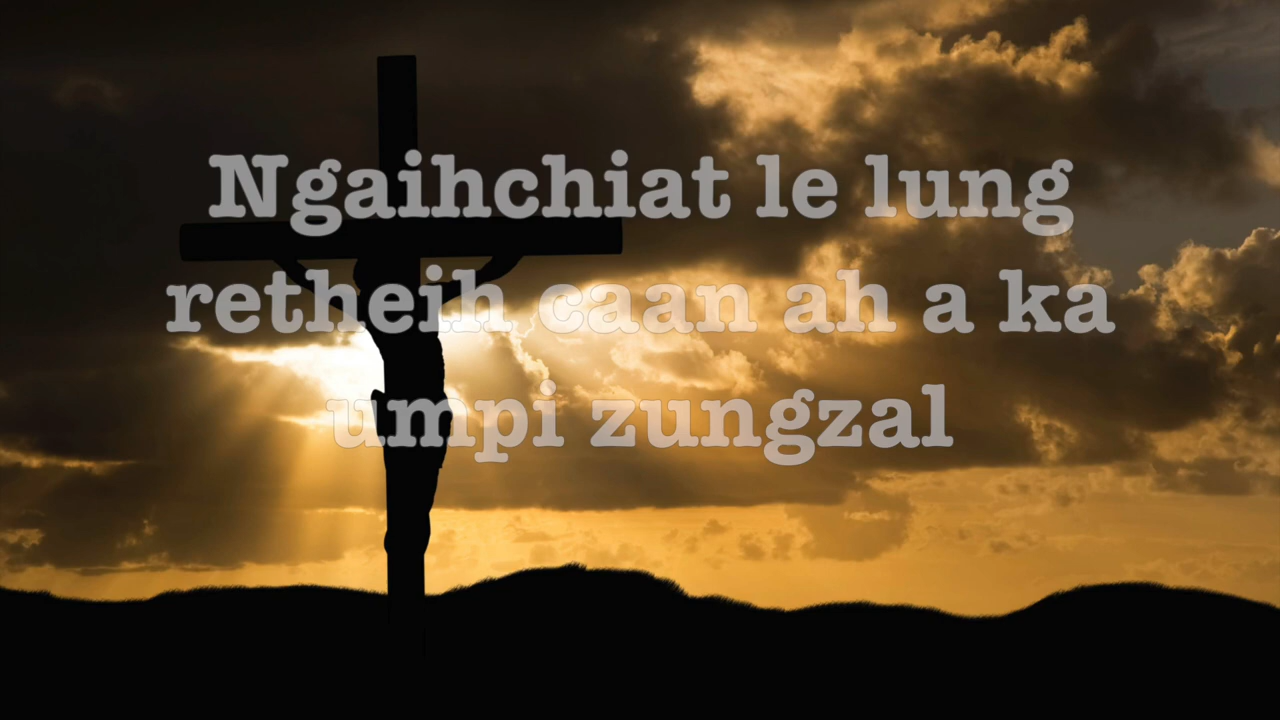 Ngaihchiat le lung
retheih caan ah a ka
umpi zungzal